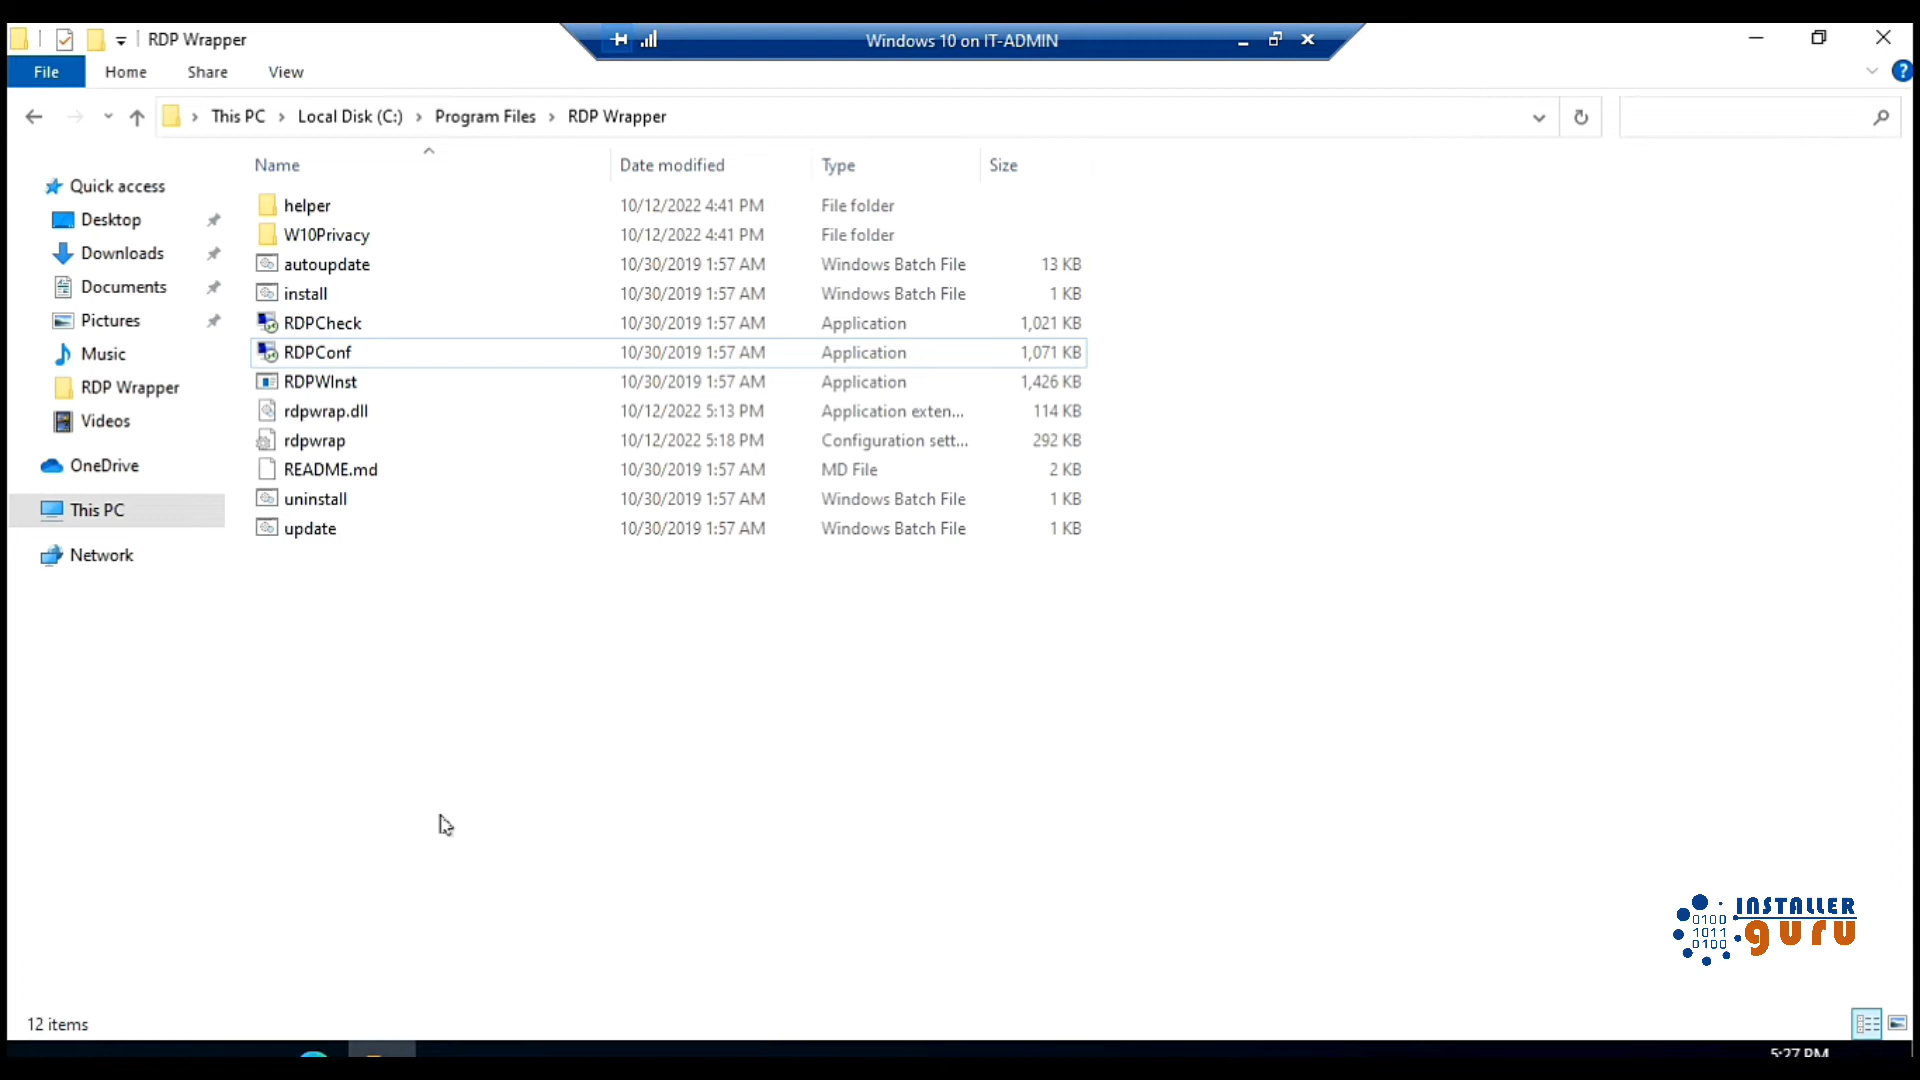 RDP Wrapper
Windows 10 on IT-ADMIN
File Home Share View
This PC Local Disk (C:) Program Files RDP Wrapper
Name Date modified Type Size
Quick access
Desktop
Downloads
Documents
Pictures
Music
RDP Wrapper
Videos
OneDrive
This PC
Network
helper 10/12/2022 4:41 PM File folder
W10Privacy 10/12/2022 4:41 PM File folder
autoupdate 10/30/2019 1:57 AM Windows Batch File 13 KB
install 10/30/2019 1:57 AM Windows Batch File 1 KB
RDPCheck 10/30/2019 1:57 AM Application 1,021 KB
RDPConf 10/30/2019 1:57 AM Application 1,071 KB
RDPWInst 10/30/2019 1:57 AM Application 1,426 KB
rdpwrap.dll 10/12/2022 5:13 PM Application exten... 114 KB
rdpwrap 10/12/2022 5:18 PM Configuration sett... 292 KB
README.md 10/30/2019 1:57 AM MD File 2 KB
uninstall 10/30/2019 1:57 AM Windows Batch File 1 KB
update 10/30/2019 1:57 AM Windows Batch File 1 KB
INSTALLER
guru
0100
1011
0100
12 items
5:27 PM